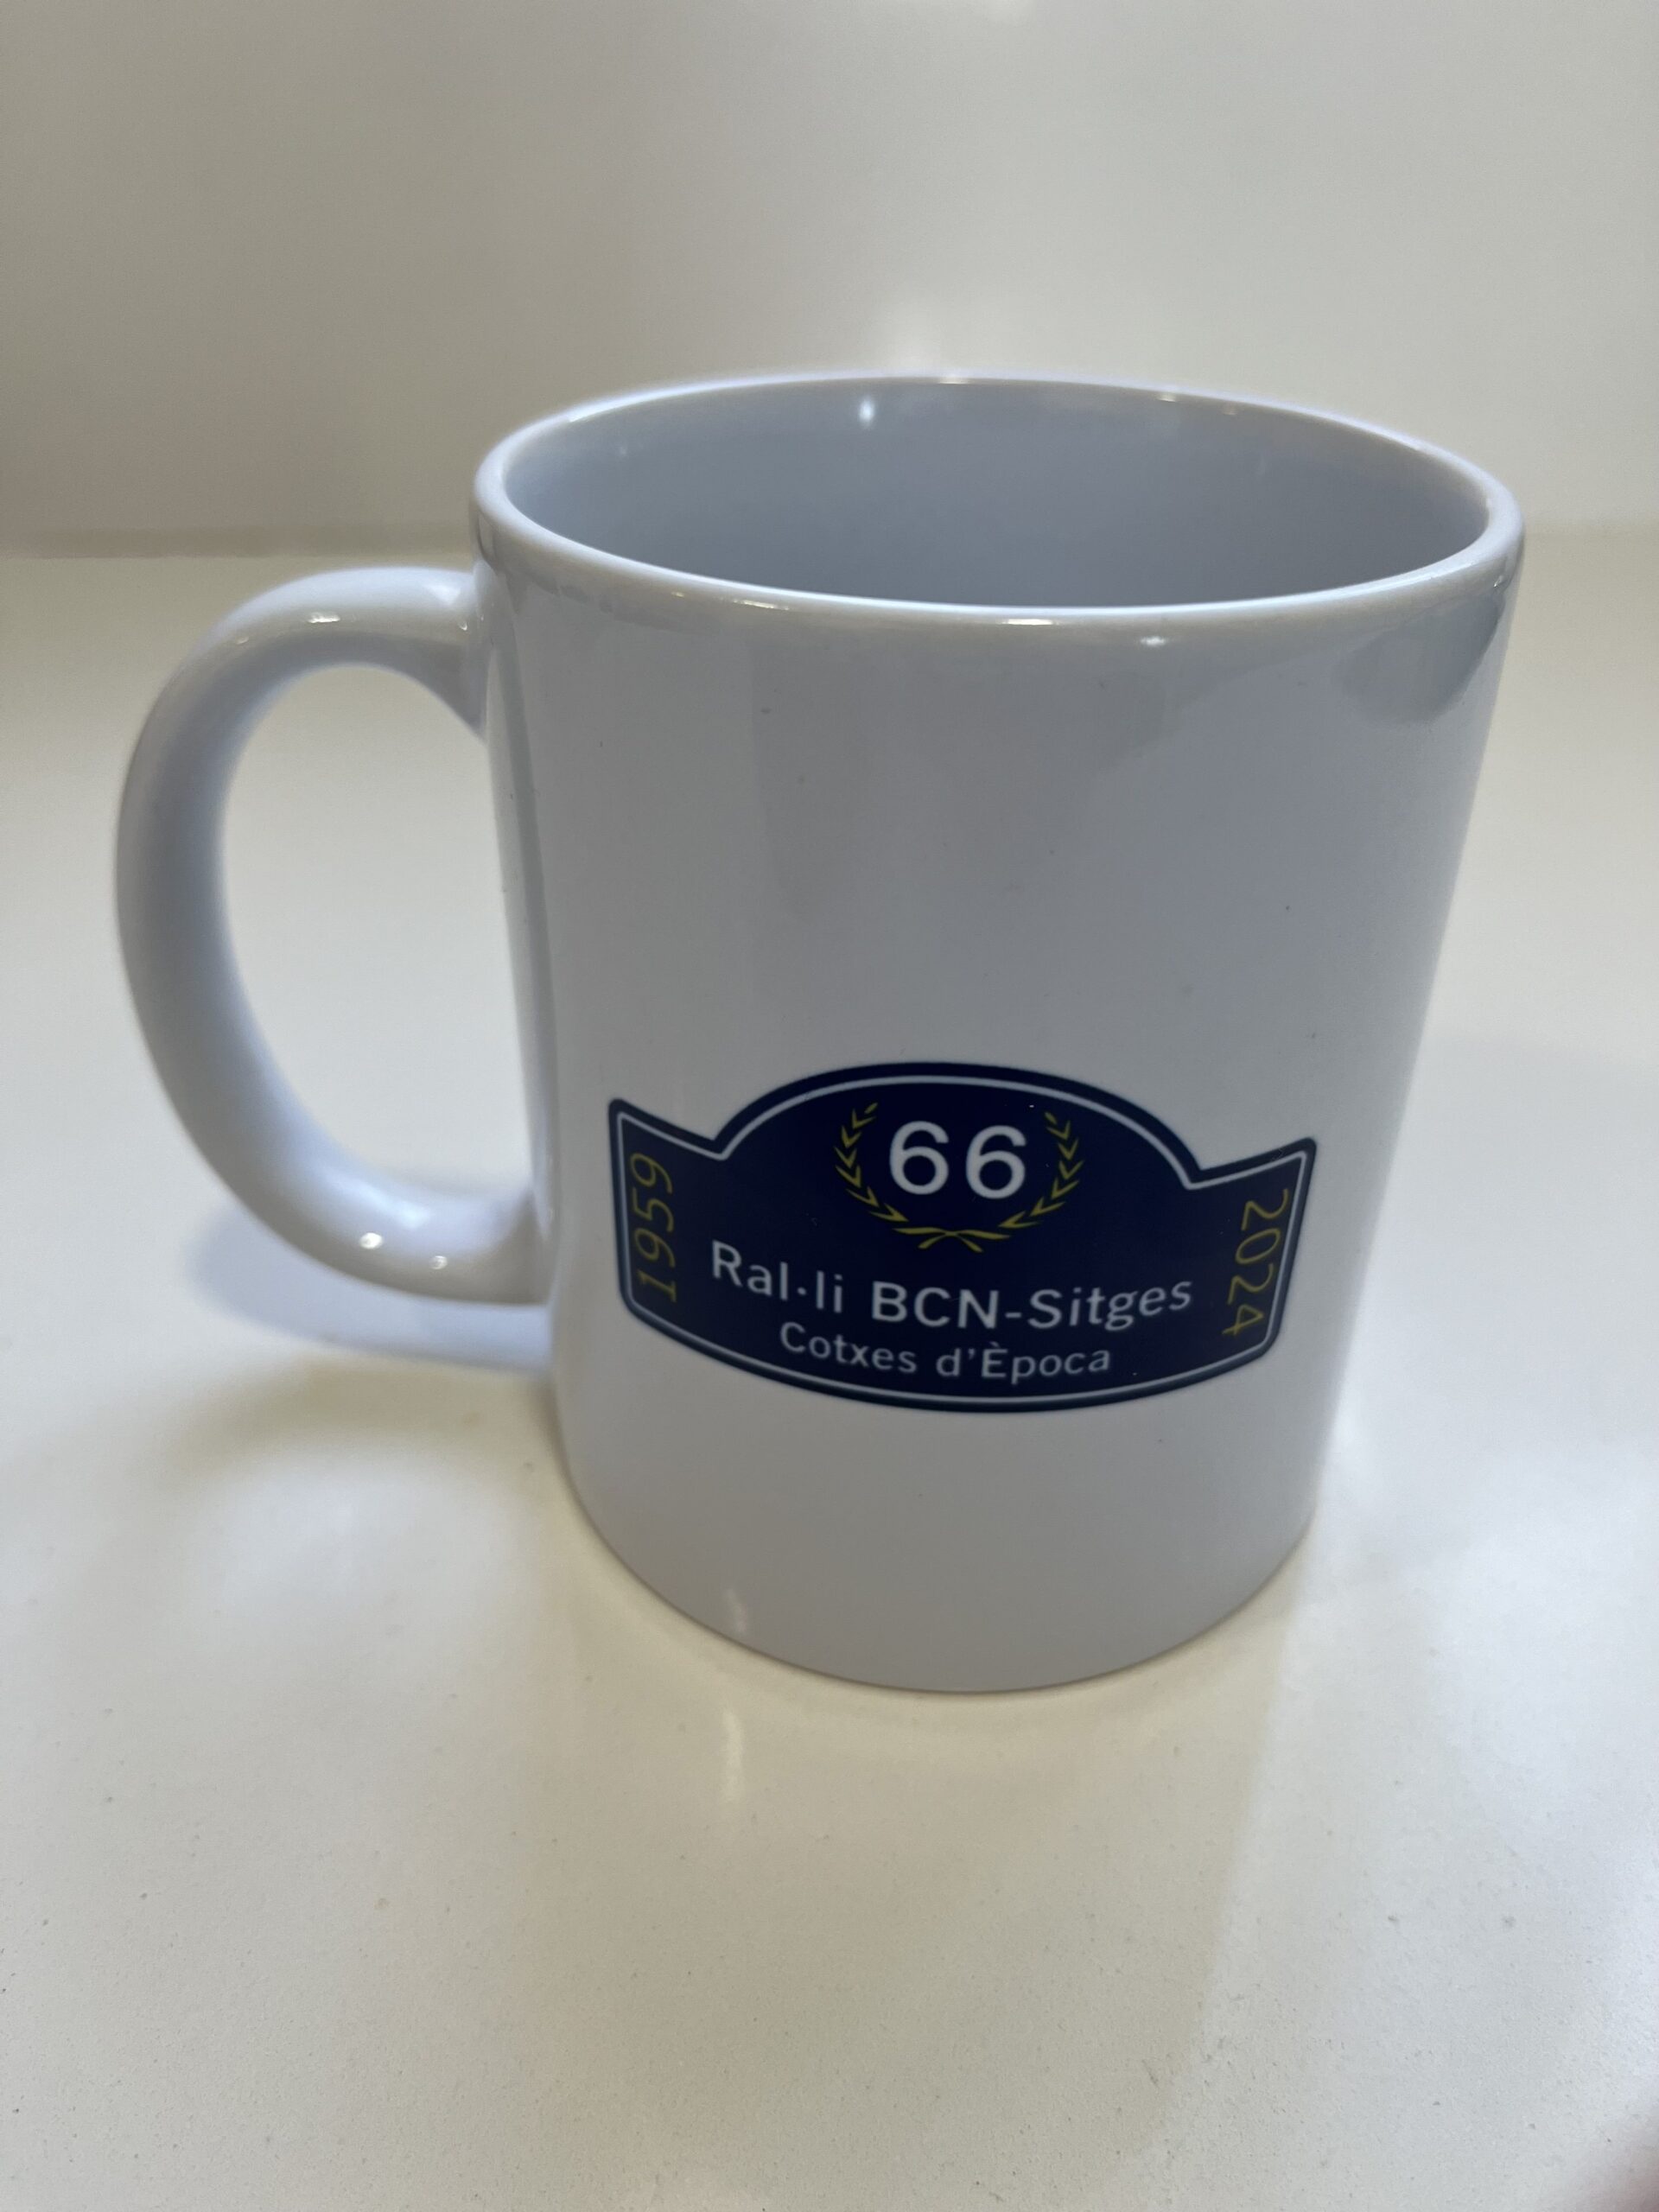 66
1959
Ral·li BCN-Sitges
Cotxes d'Època
2024